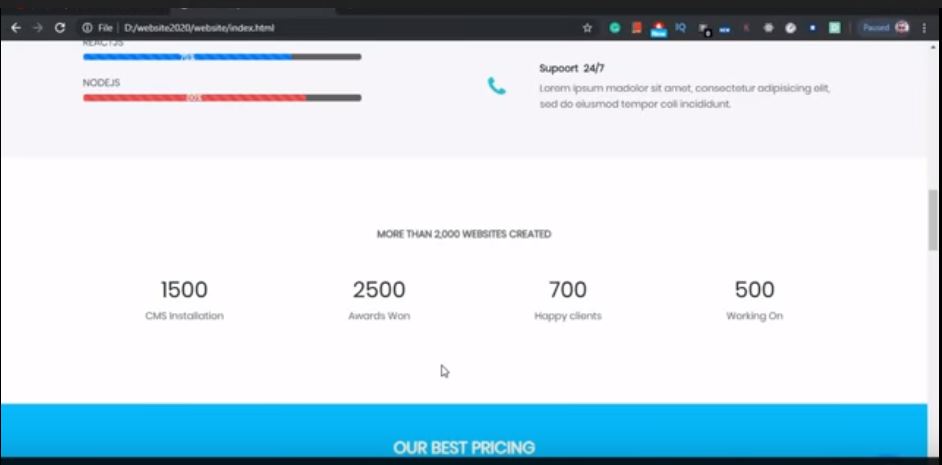 File
D:/website2020/website/index.html
Paused
REACTJS
75%
NODEJS
80%
Supoort 24/7
Lorem ipsum madolor sit amet, consectetur adipisicing elit,
sed do eiusmod tempor coli incididunt.
MORE THAN 2,000 WEBSITES CREATED
1500
2500
700
500
CMS Installation
Awards Won
Happy clients
Working On
OUR BEST PRICING